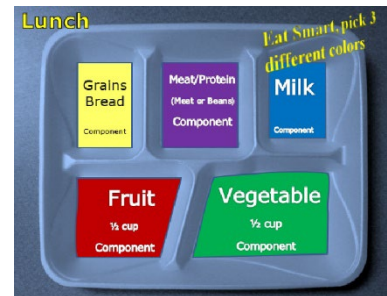 Lunch
Eat Smart, pick 3
different colors
Grains
Bread
Component
Meat/Protein
(Meet or Beans)
Component
Milk
Component
Fruit
½ cup
Component
Vegetable
½ cup
Component